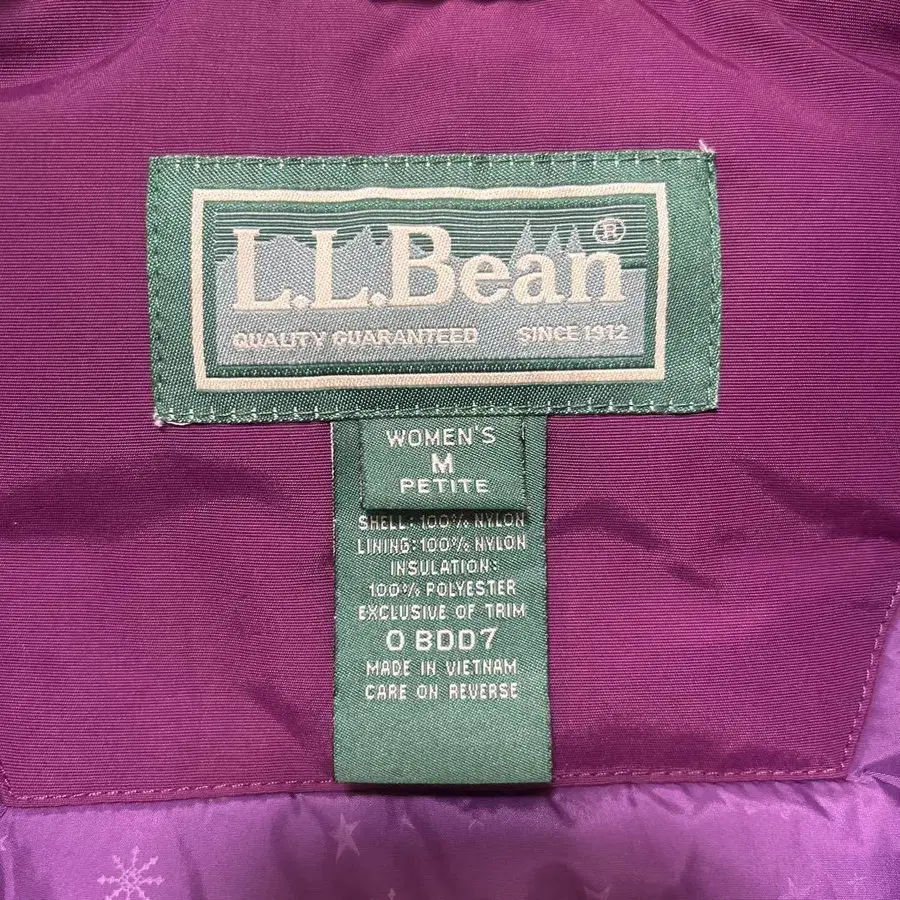 L.L.Bean®
QUALITY GUARANTEED SINCE 1912
WOMEN'S
M
PETITE
SHELL: 100% NYLON
LINING: 100% NYLON
INSULATION:
100% POLYESTER
EXCLUSIVE OF TRIM
0 BDD7
MADE IN VIETNAM
CARE ON REVERSE